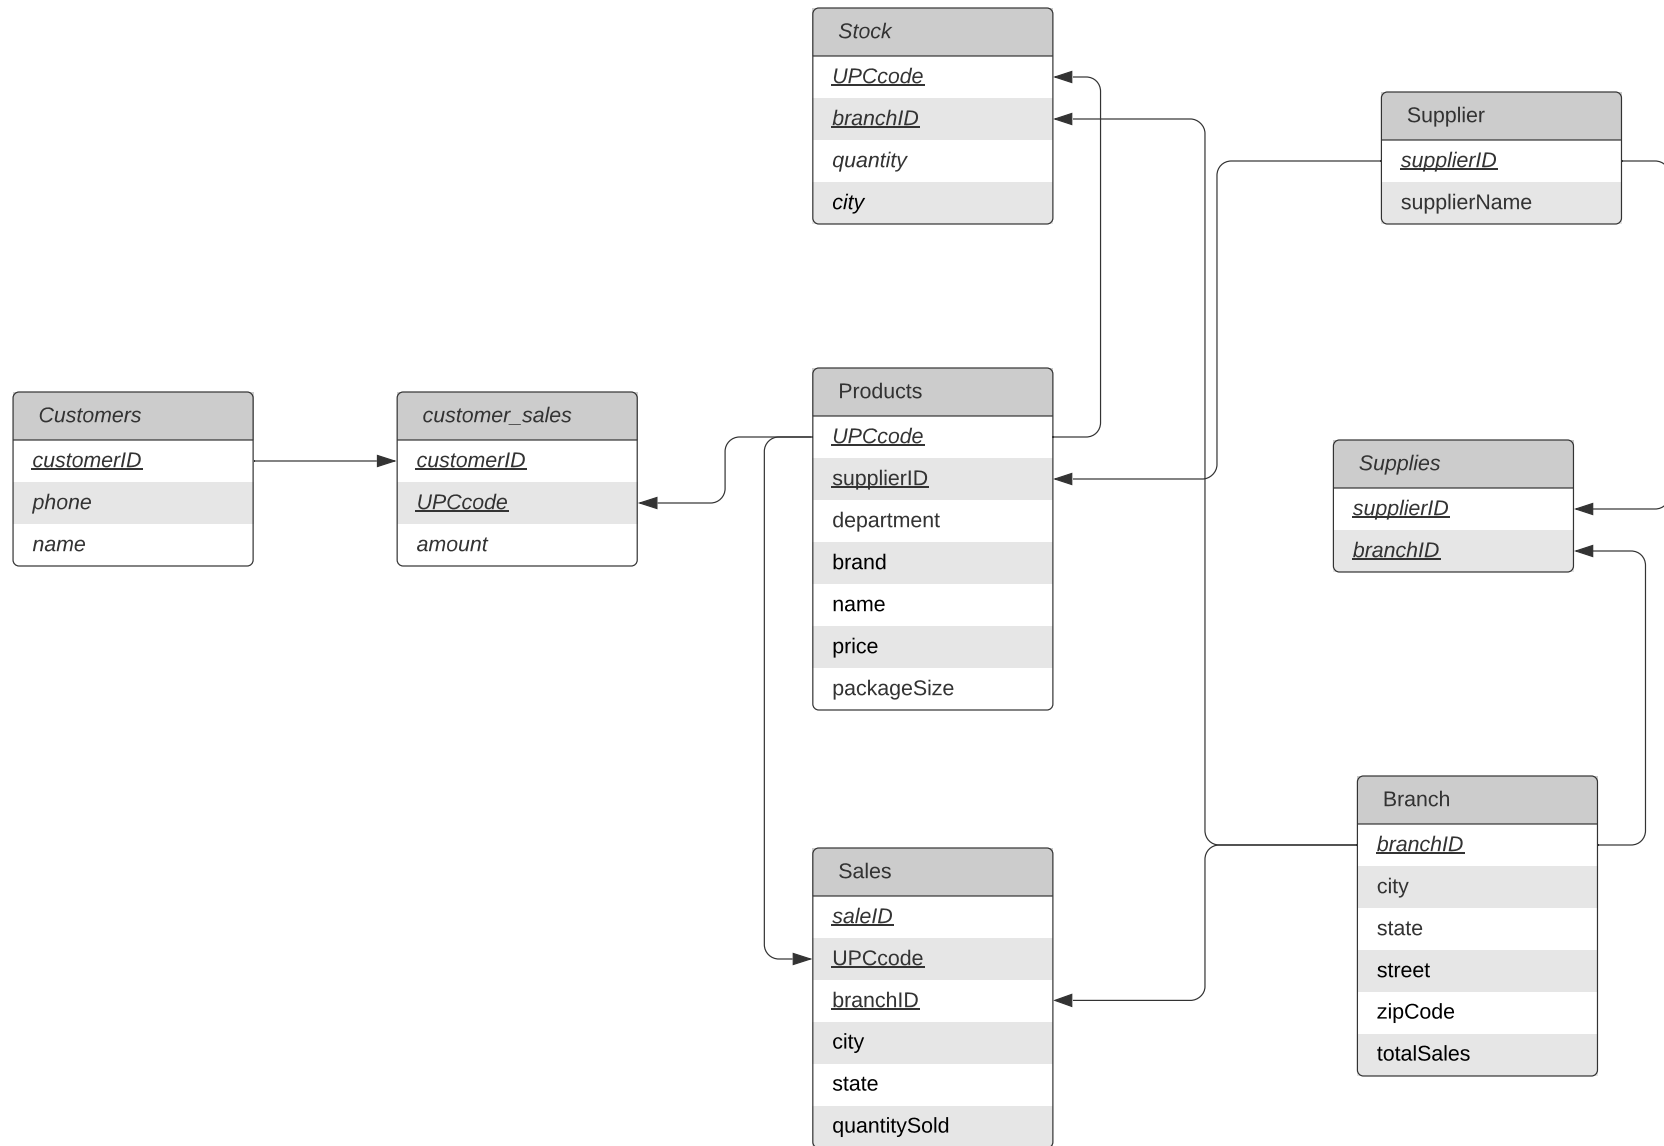 Stock
UPCcode
branchID
quantity
city
Supplier
supplierID
supplierName
Customers
customerID
phone
name
customer_sales
customerID
UPCcode
amount
Products
UPCcode
supplierID
department
brand
name
price
packageSize
Supplies
supplierID
branchID
Sales
saleID
UPCcode
branchID
city
state
quantitySold
Branch
branchID
city
state
street
zipCode
totalSales